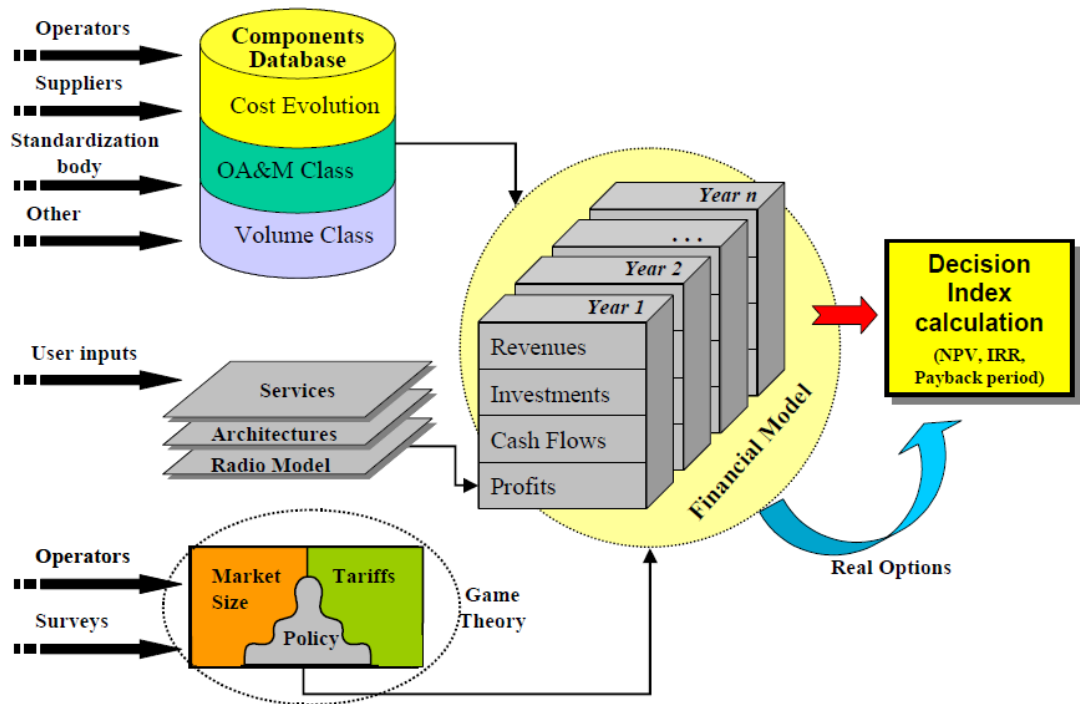 Operators
Suppliers
Standardization
body
Other
Components
Database
Cost Evolution
OA&M Class
Volume Class
User inputs
Services
Architectures
Radio Model
Year n
. . .
Year 2
Year 1
Revenues
Investments
Cash Flows
Profits
Financial Model
Decision
Index
calculation
(NPV, IRR,
Payback period)
Real Options
Operators
Surveys
Market
Size
Tariffs
Policy
Game
Theory